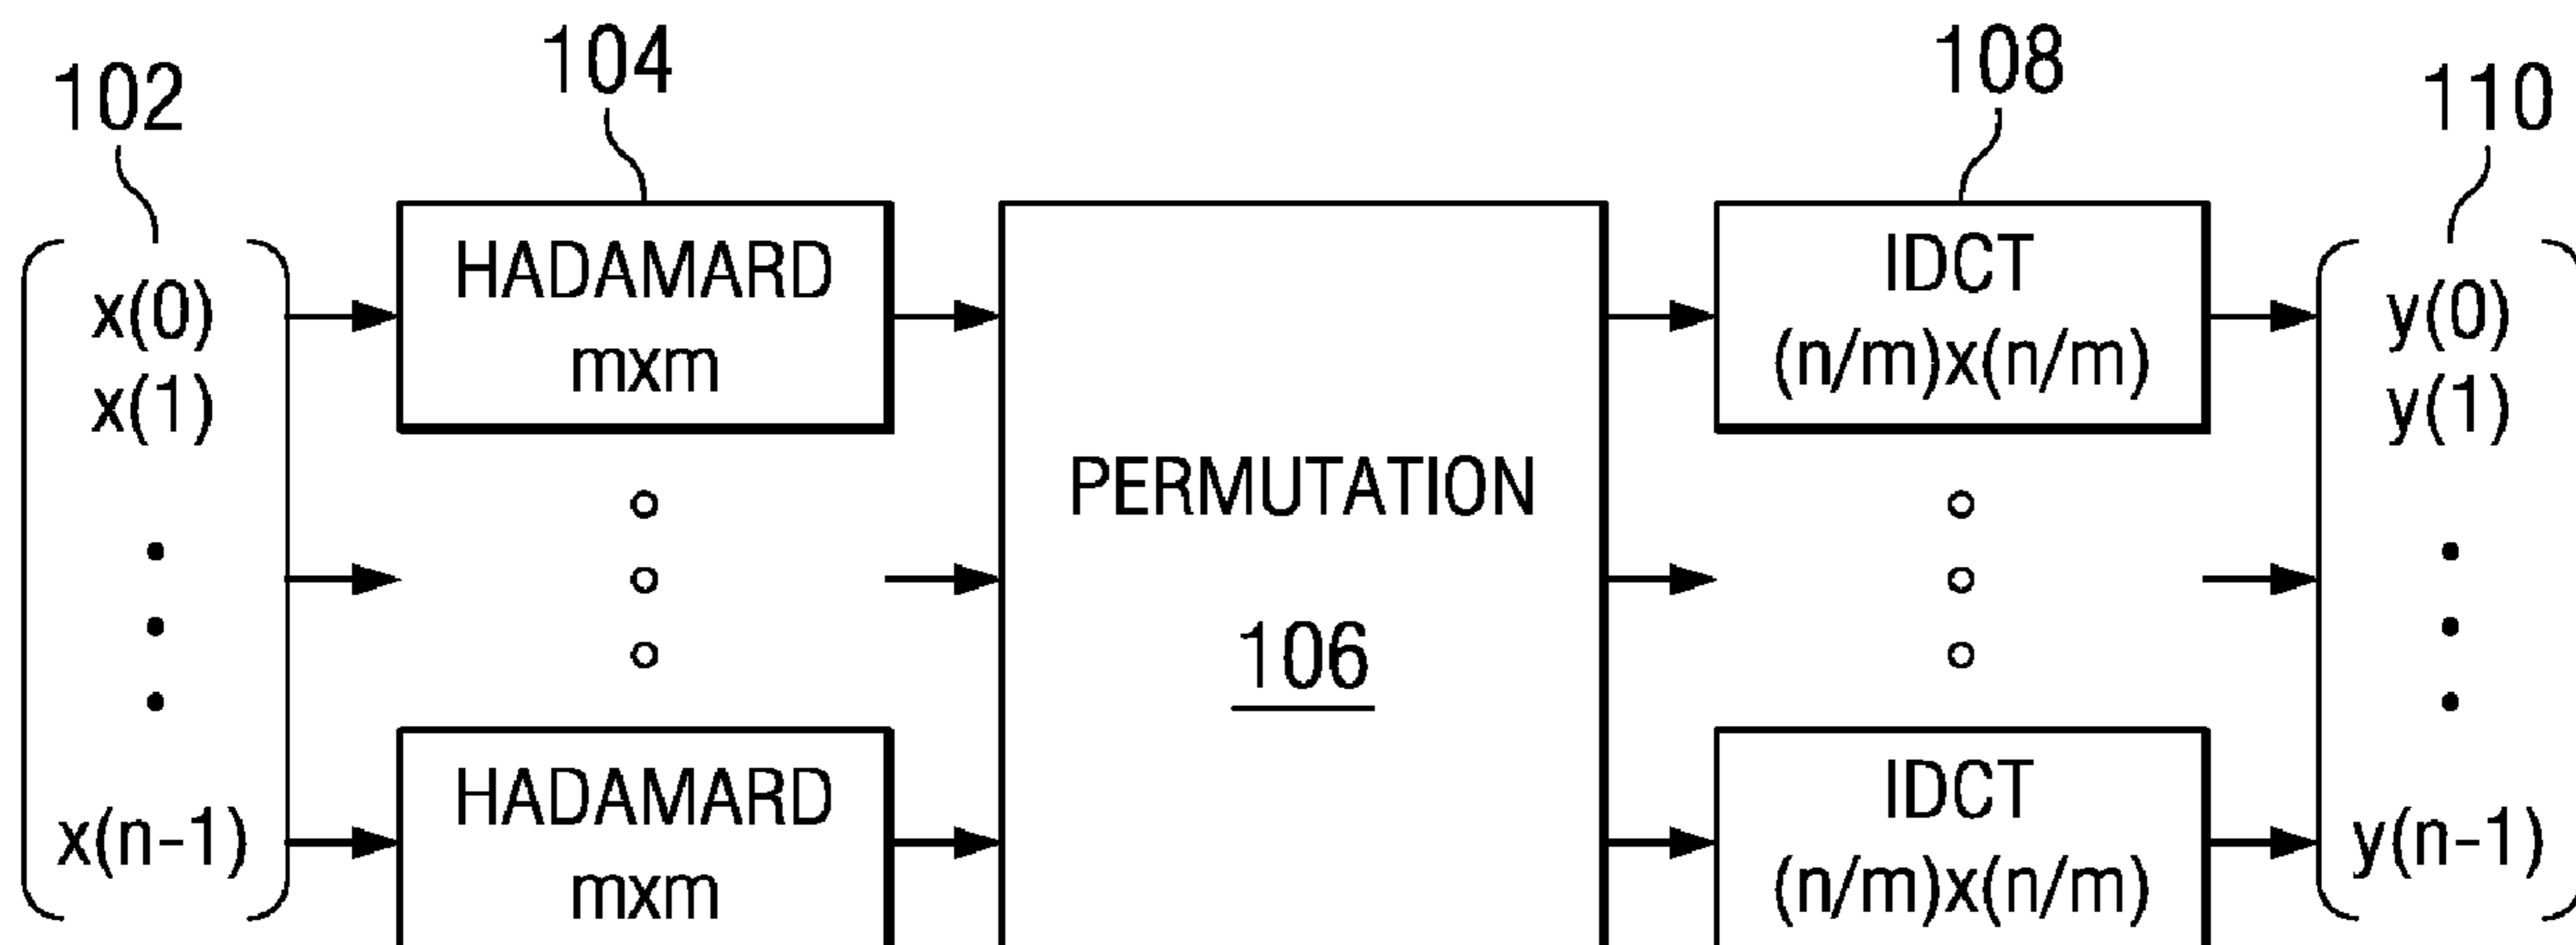 102
104
108
110
x(0)
x(1)
x(n-1)
HADAMARD
mxm
HADAMARD
mxm
PERMUTATION
106
IDCT
(n/m)x(n/m)
IDCT
(n/m)x(n/m)
y(0)
y(1)
y(n-1)